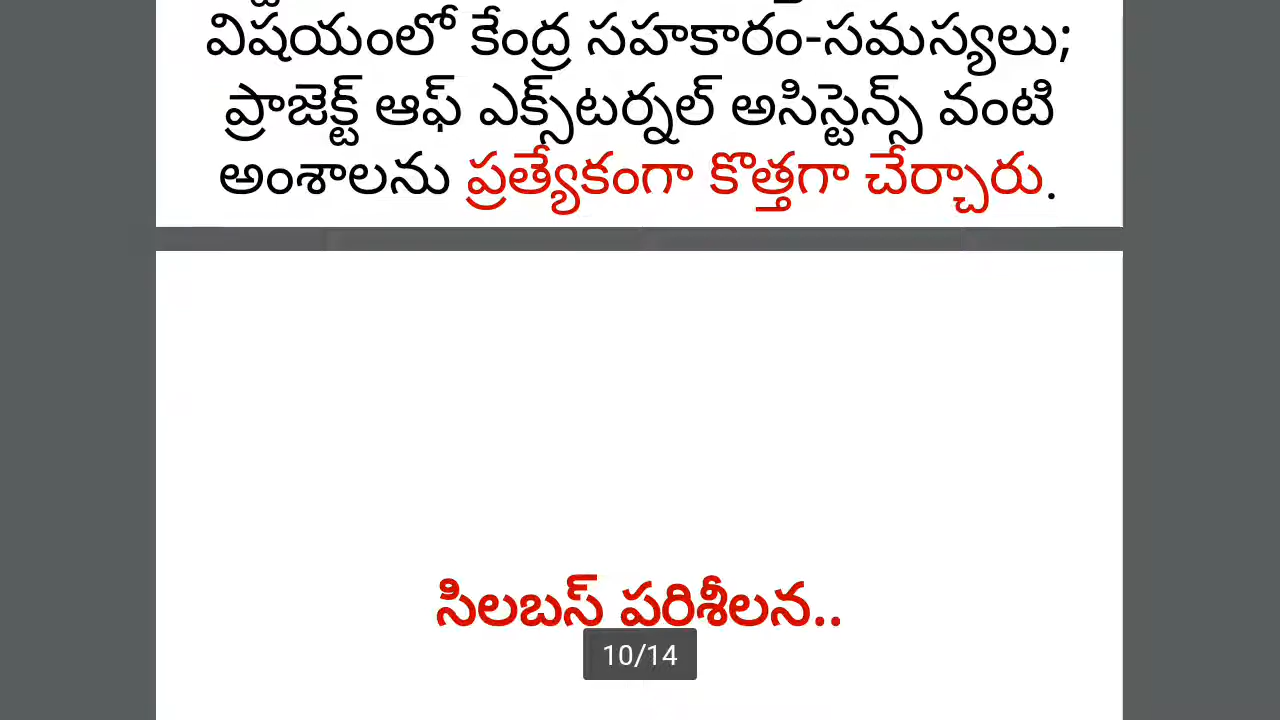 విషయంలో కేంద్ర సహకారం-సమస్యలు;
ప్రాజెక్ట్ ఆఫ్ ఎక్స్‌టర్నల్ అసిస్టెన్స్ వంటి
అంశాలను ప్రత్యేకంగా కొత్తగా చేర్చారు.
సిలబస్ పరిశీలన..
10/14